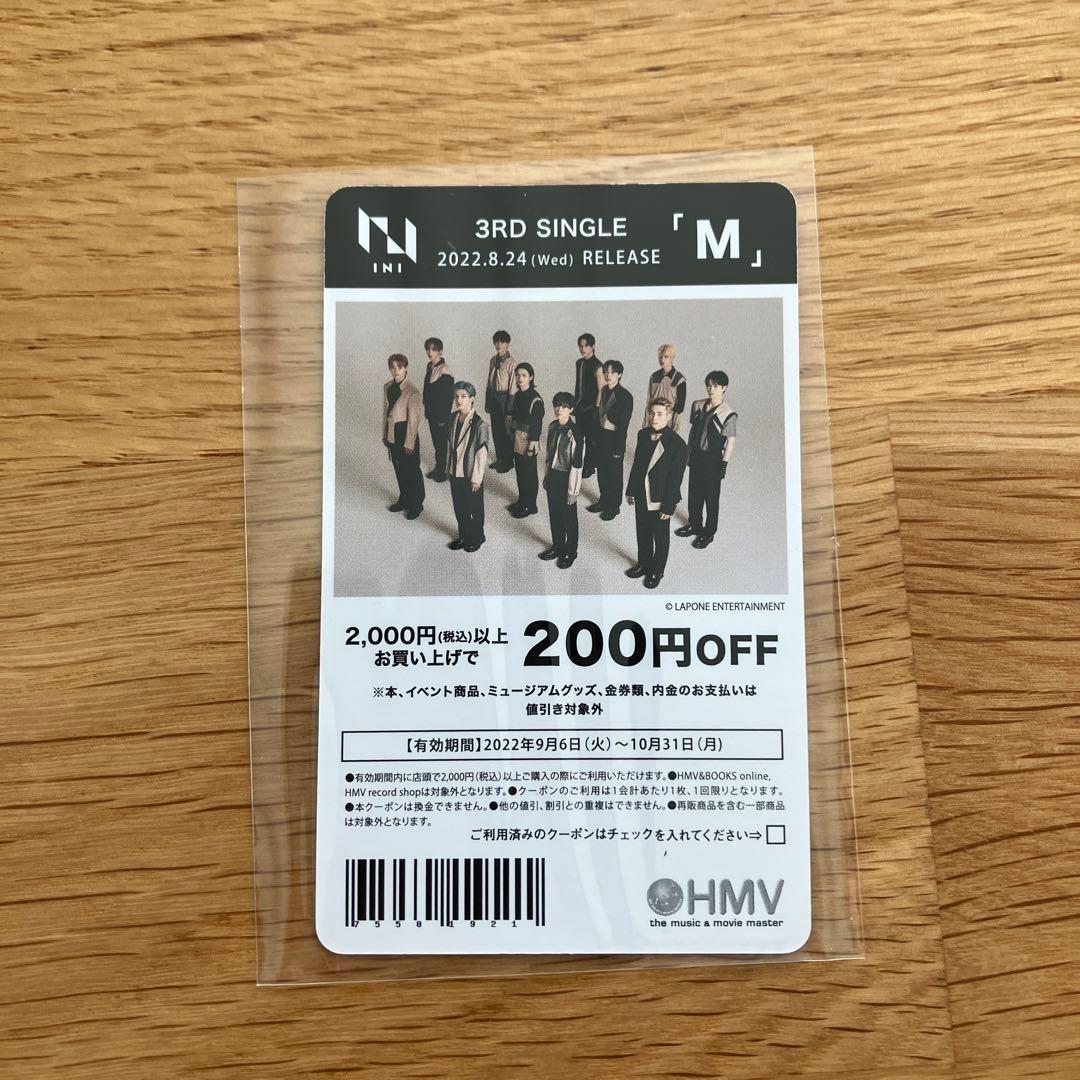 INI
3RD SINGLE
2022.8.24 (Wed) RELEASE
「M」
© LAPONE ENTERTAINMENT
2,000円(税込)以上
お買い上げで
200円OFF
※本、イベント商品、ミュージアムグッズ、金券類、内金のお支払いは
値引き対象外
【有効期間】2022年9月6日(火)～10月31日(月)
●有効期間内に店頭で2,000円(税込)以上ご購入の際にご利用いただけます。●HMV&BOOKS online,
HMV record shopは対象外となります。●クーポンのご利用は1会計あたり1枚、1回限りとなります。
●本クーポンは換金できません。●他の値引、割引との重複はできません。●再販商品を含む一部商品
は対象外となります。
ご利用済みのクーポンはチェックを入れてください⇒□
75581921
HMV
the music & movie master